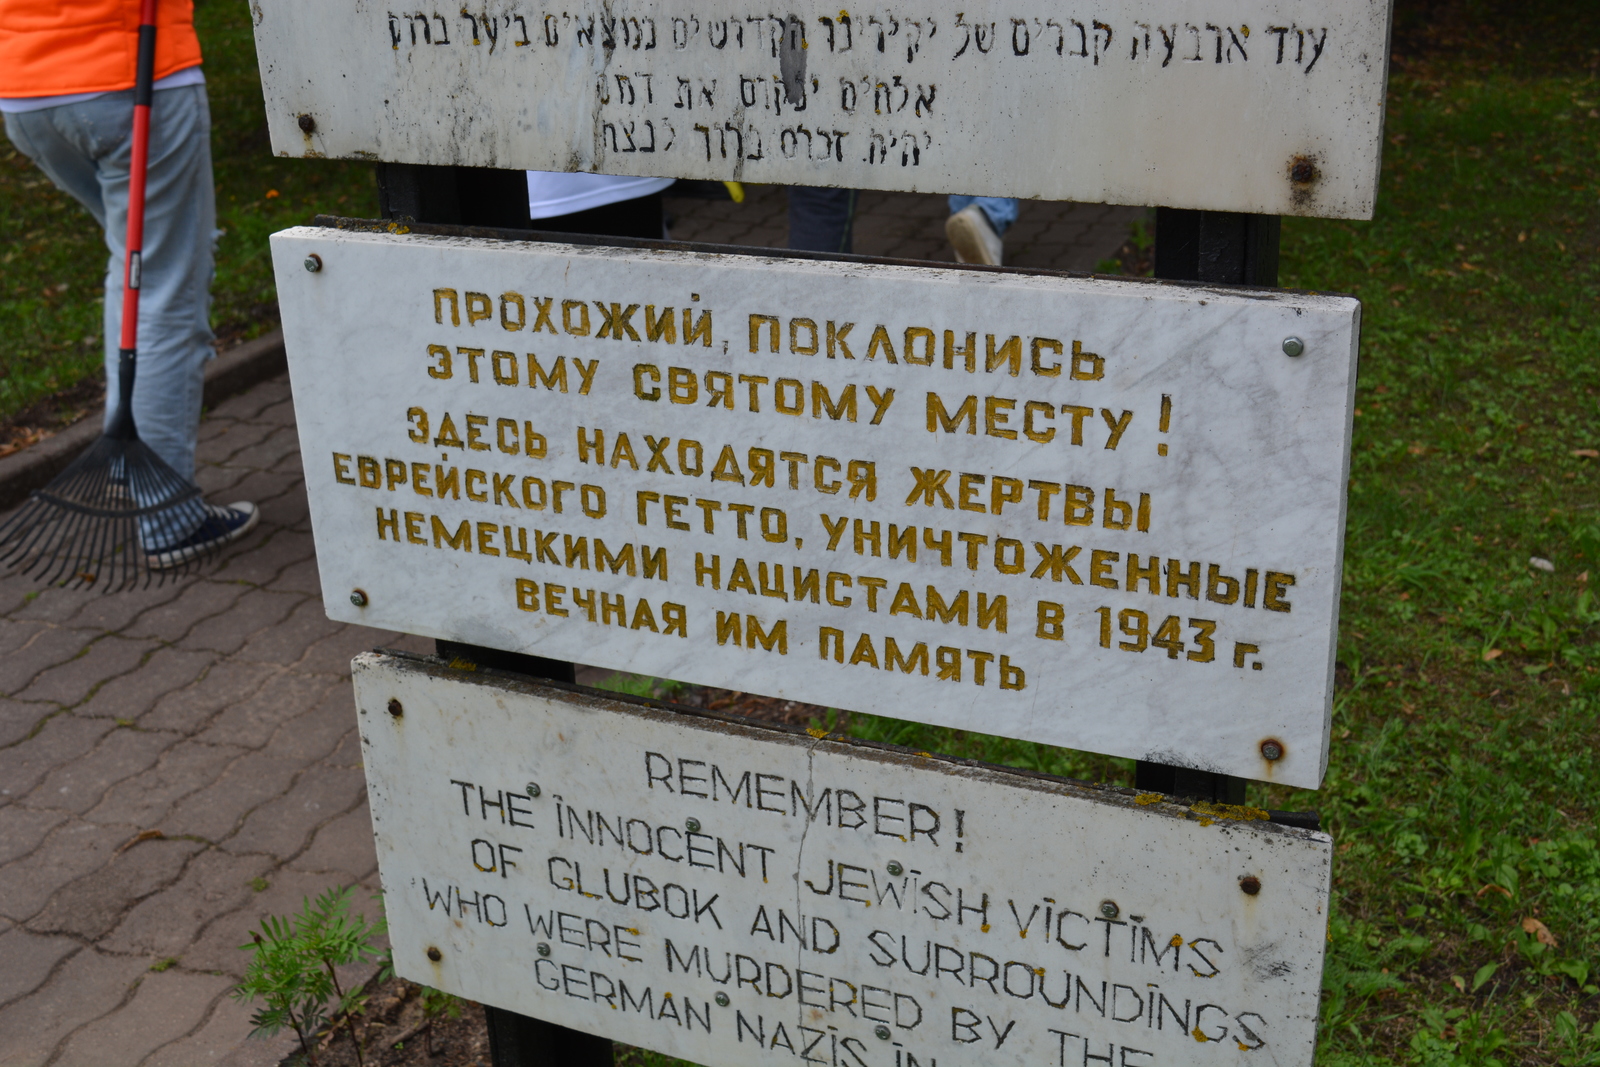 עוד ארבעה קברים של יקירינו הקדושים נמצאים ביער ברוק
אלהים ינקום את דמם
יהיה זכרם ברוך לנצח
ПРОХОЖИЙ, ПОКЛОНИСЬ
ЭТОМУ СВЯТОМУ МЕСТУ!
ЗДЕСЬ НАХОДЯТСЯ ЖЕРТВЫ
ЕВРЕЙСКОГО ГЕТТО, УНИЧТОЖЕННЫЕ
НЕМЕЦКИМИ НАЦИСТАМИ В 1943 г.
ВЕЧНАЯ ИМ ПАМЯТЬ
REMEMBER!
THE INNOCENT JEWISH VICTIMS
OF GLUBOK AND SURROUNDINGS
WHO WERE MURDERED BY THE
GERMAN NAZIS IN